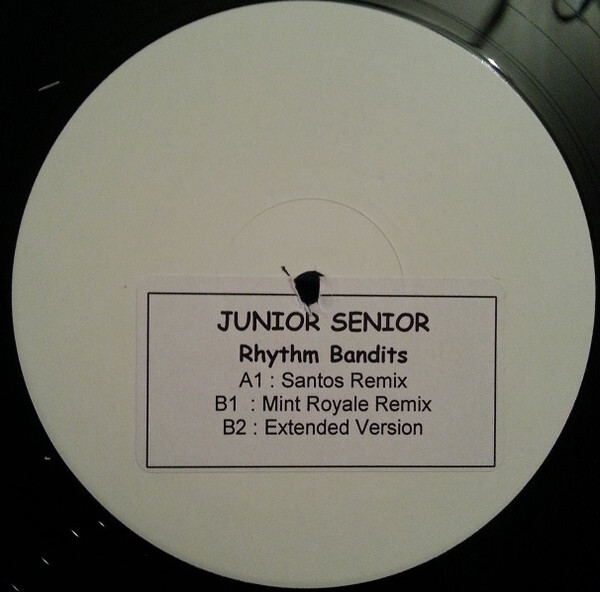 JUNIOR SENIOR
Rhythm Bandits
A1 : Santos Remix
B1 : Mint Royale Remix
B2 : Extended Version